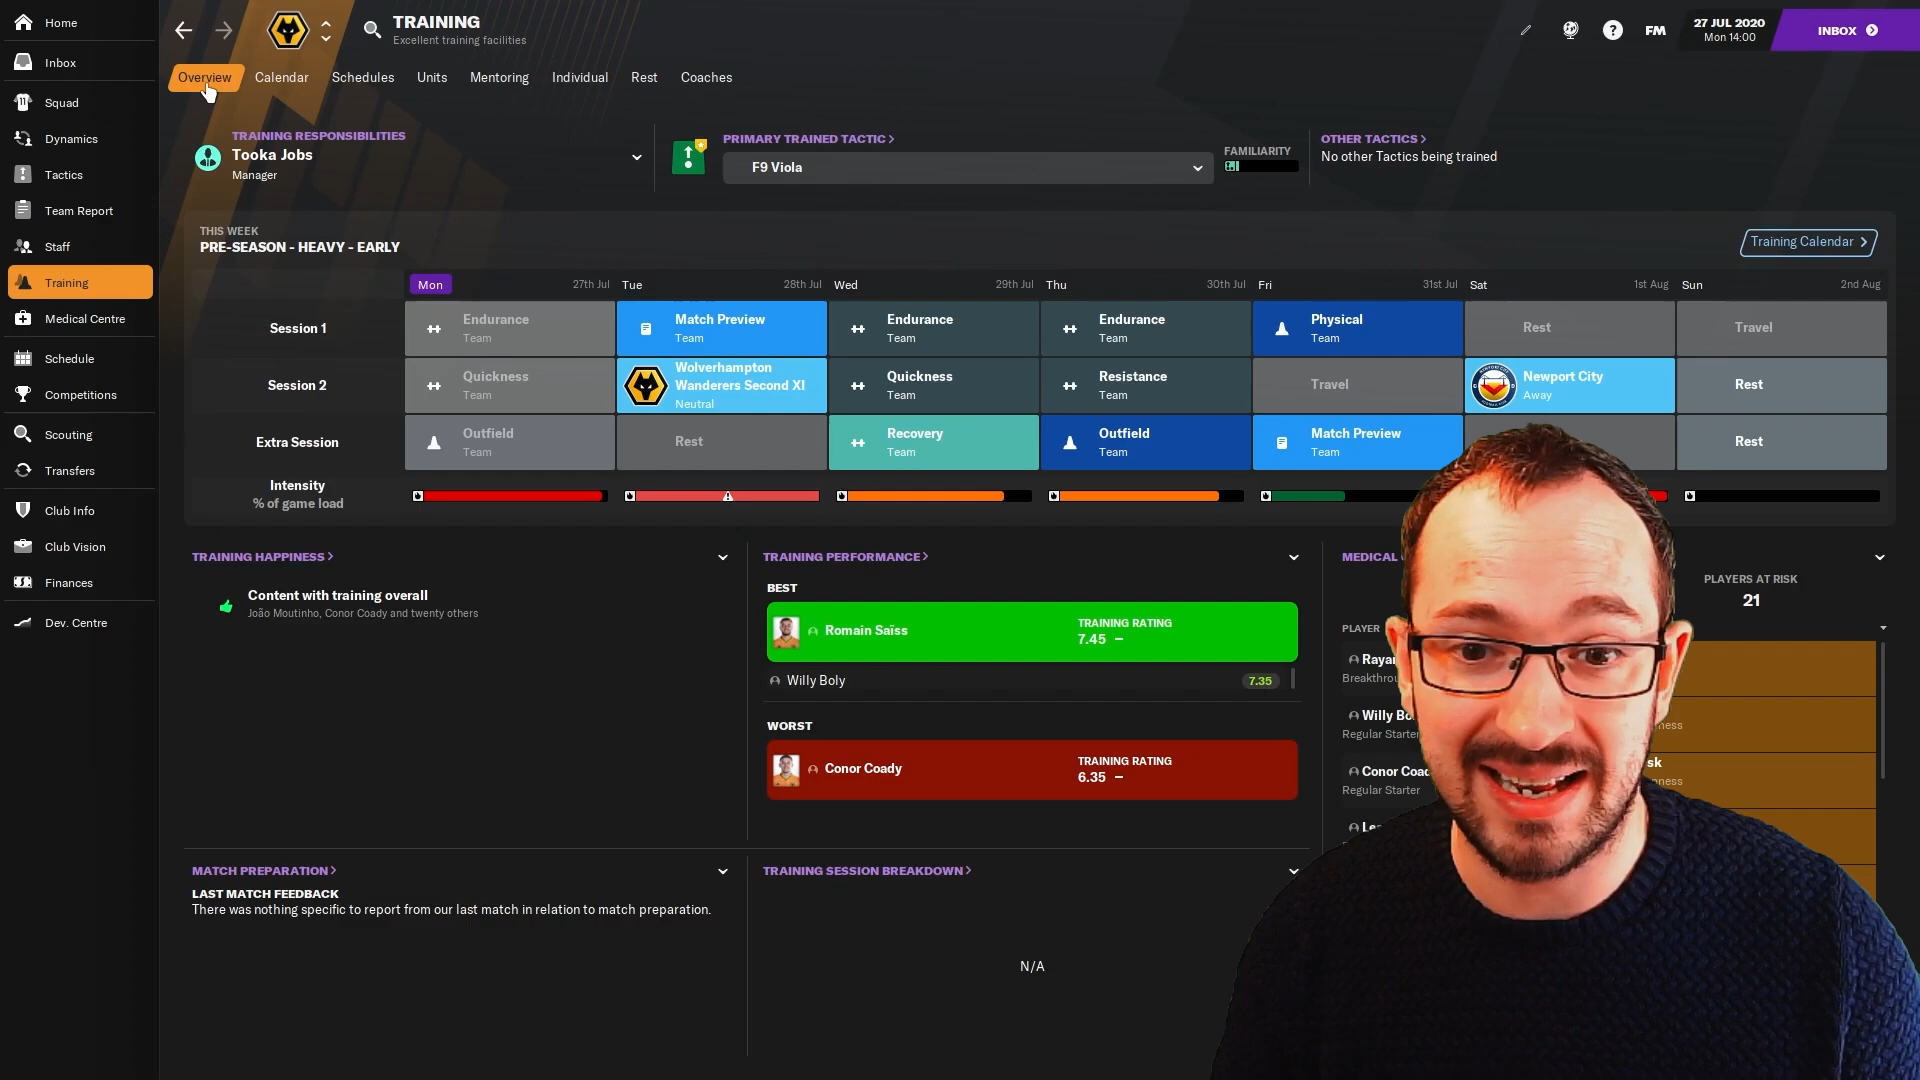 Home
Inbox
Squad
Dynamics
Tactics
Team Report
Staff
Training
Medical Centre
Schedule
Competitions
Scouting
Transfers
Club Info
Club Vision
Finances
Dev. Centre
TRAINING
Excellent training facilities
FM
27 JUL 2020
Mon 14:00
INBOX
Overview Calendar Schedules Units Mentoring Individual Rest Coaches
TRAINING RESPONSIBILITIES
Tooka Jobs
Manager
PRIMARY TRAINED TACTIC >
F9 Viola
FAMILIARITY
OTHER TACTICS >
No other Tactics being trained
THIS WEEK
PRE-SEASON - HEAVY - EARLY
Training Calendar >
Mon 27th Jul Tue 28th Jul Wed 29th Jul Thu 30th Jul Fri 31st Jul Sat 1st Aug Sun 2nd Aug
Session 1
Endurance
Team
Match Preview
Team
Endurance
Team
Endurance
Team
Physical
Team
Rest
Travel
Session 2
Quickness
Team
Wolverhampton
Wanderers Second XI
Neutral
Quickness
Team
Resistance
Team
Travel
Newport City
Away
Rest
Extra Session
Outfield
Team
Rest
Recovery
Team
Outfield
Team
Match Preview
Team
Rest
Intensity
% of game load
TRAINING HAPPINESS >
Content with training overall
João Moutinho, Conor Coady and twenty others
TRAINING PERFORMANCE >
BEST
Romain Saïss
TRAINING RATING
7.45 –
Willy Boly
7.35
WORST
Conor Coady
TRAINING RATING
6.35 –
MEDICAL
PLAYERS AT RISK
21
PLAYER
Rayan
Breakthrou
Willy Bo
Regular Starter
Conor Coad
Regular Starter
MATCH PREPARATION >
LAST MATCH FEEDBACK
There was nothing specific to report from our last match in relation to match preparation.
TRAINING SESSION BREAKDOWN >
N/A